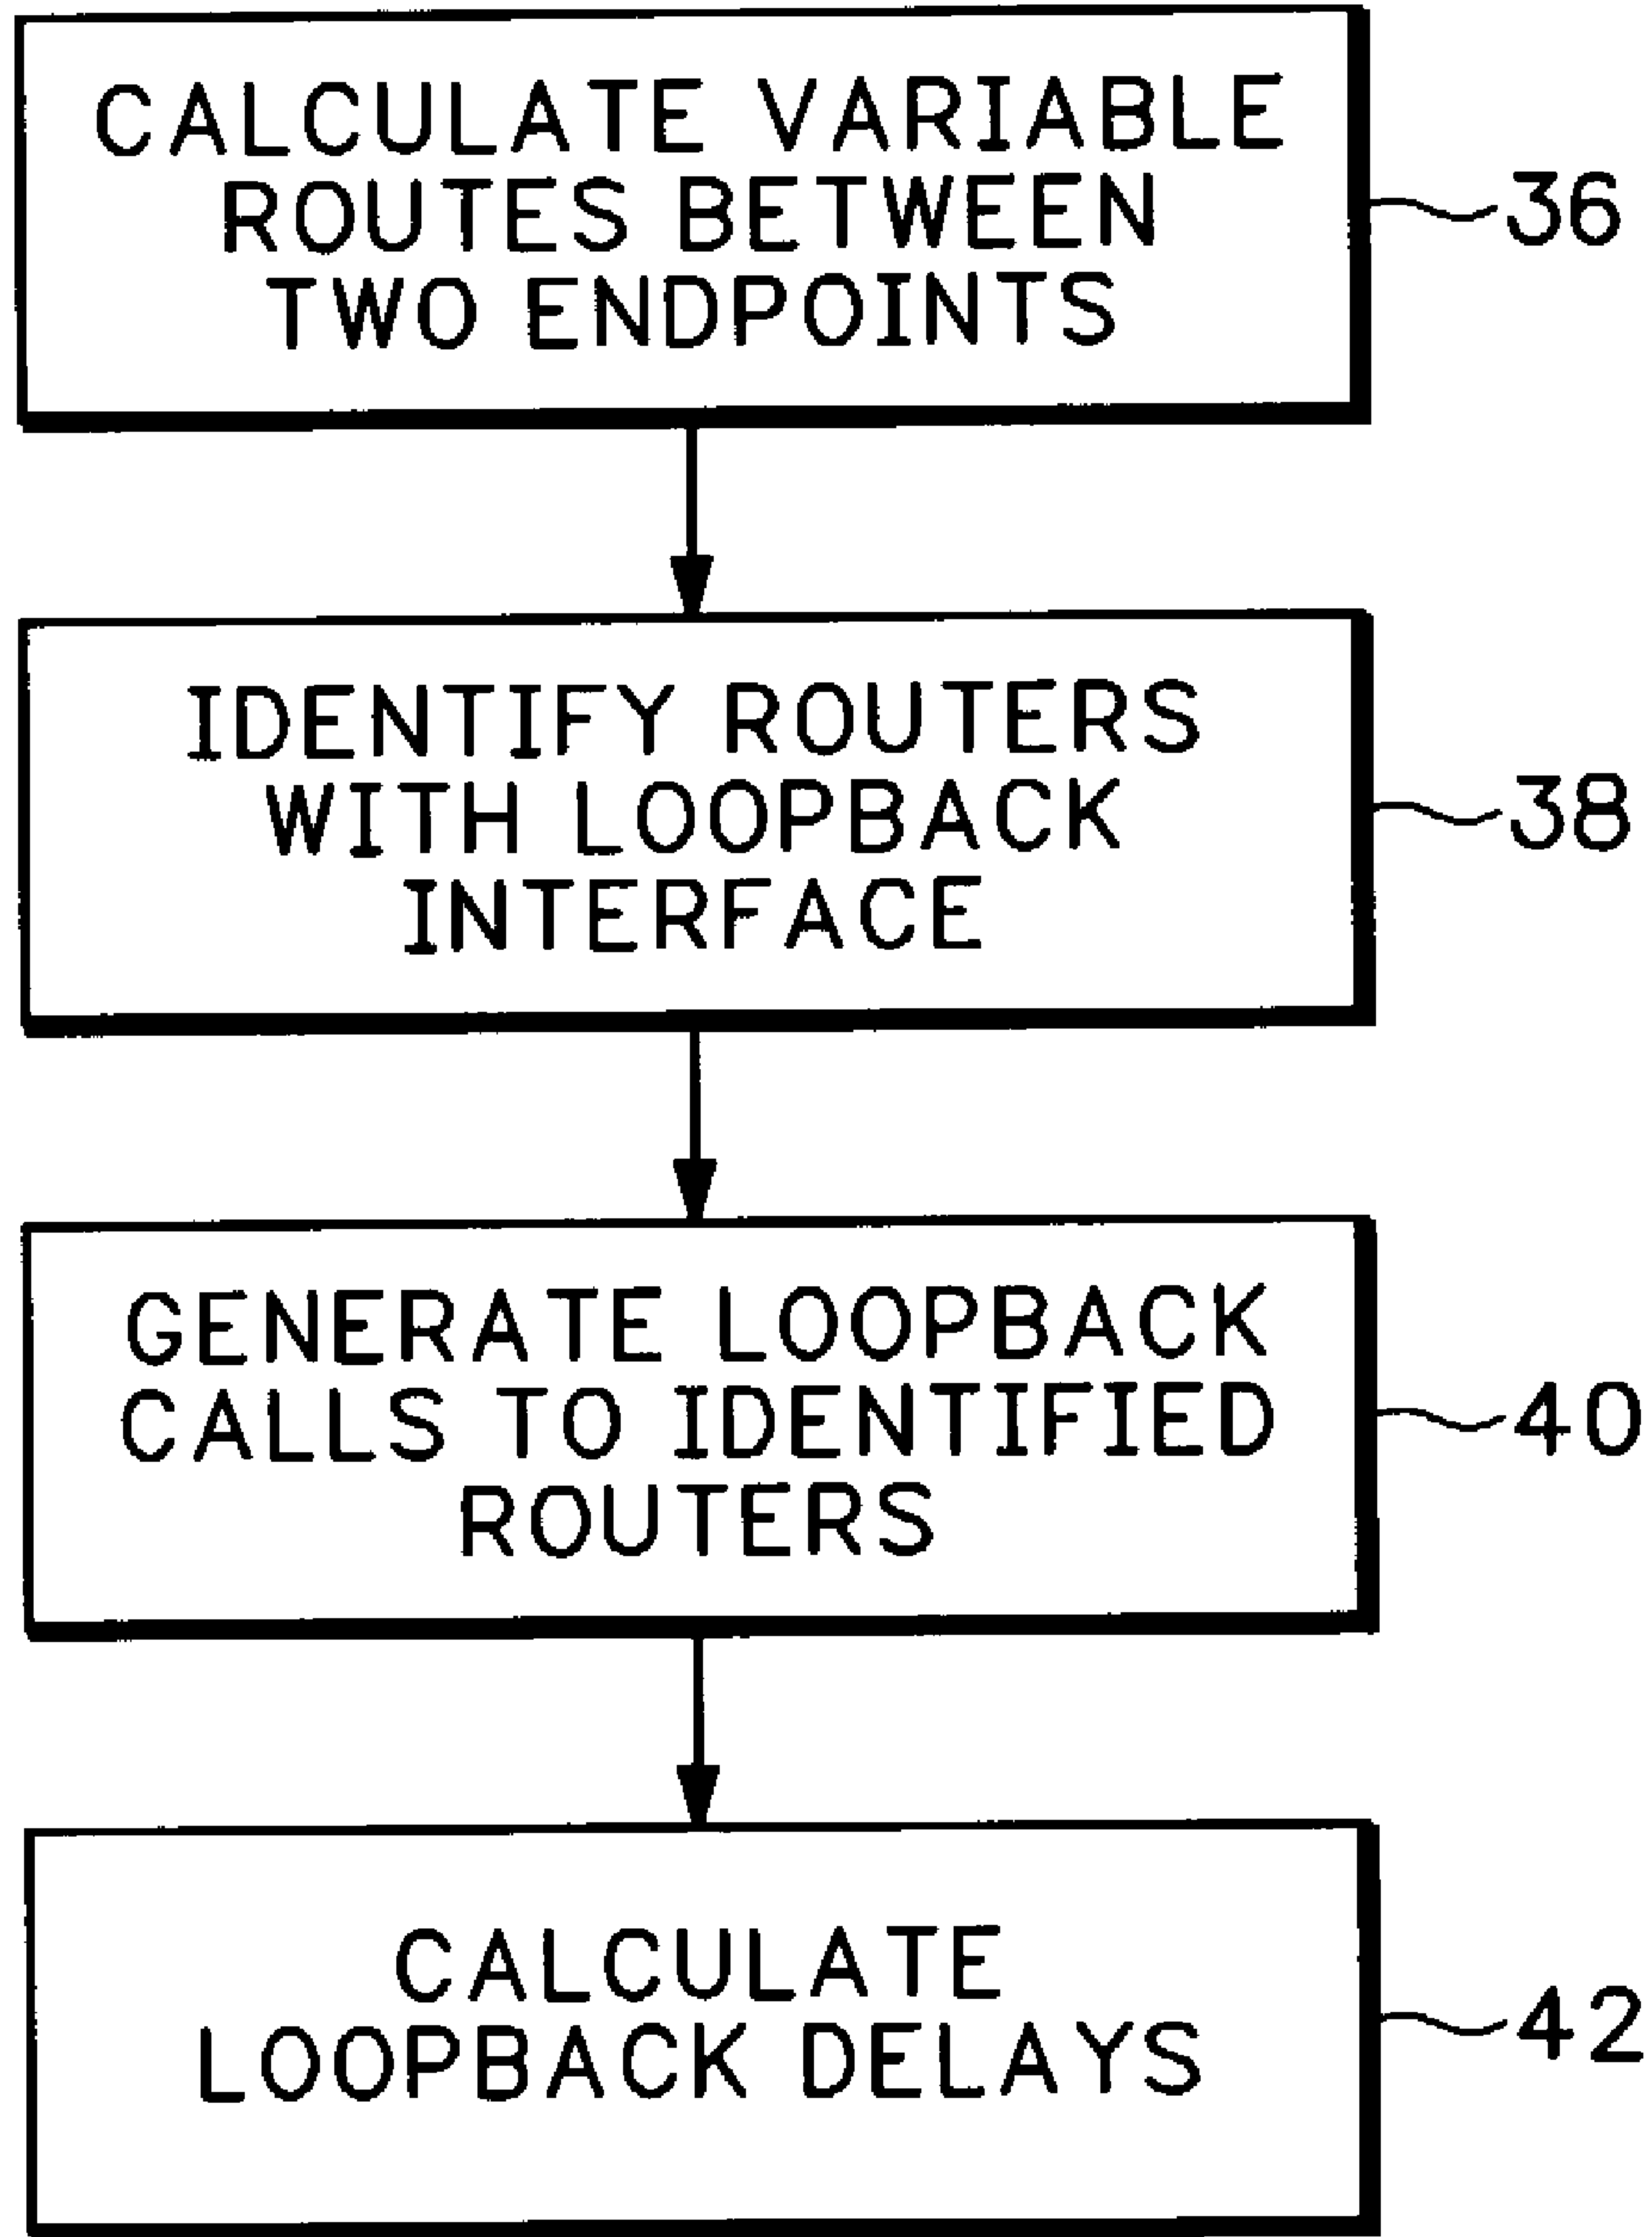 CALCULATE VARIABLE
ROUTES BETWEEN
TWO ENDPOINTS
36
IDENTIFY ROUTERS
WITH LOOPBACK
INTERFACE
38
GENERATE LOOPBACK
CALLS TO IDENTIFIED
ROUTERS
40
CALCULATE
LOOPBACK DELAYS
42